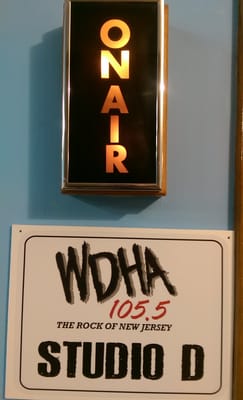 ON AIR
WDHA
105.5
THE ROCK OF NEW JERSEY
STUDIO D